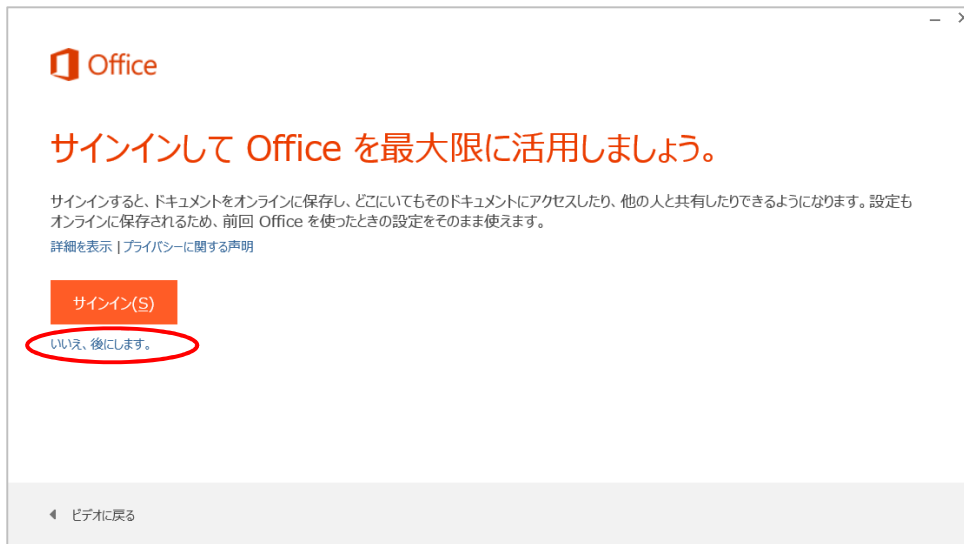 Office
サインインして Office を最大限に活用しましょう。
サインインすると、ドキュメントをオンラインに保存し、どこにいてもそのドキュメントにアクセスしたり、他の人と共有したりできるようになります。設定も
オンラインに保存されるため、前回 Office を使ったときの設定をそのまま使えます。
詳細を表示 | プライバシーに関する声明
サインイン(S)
いいえ、後にします。
ビデオに戻る